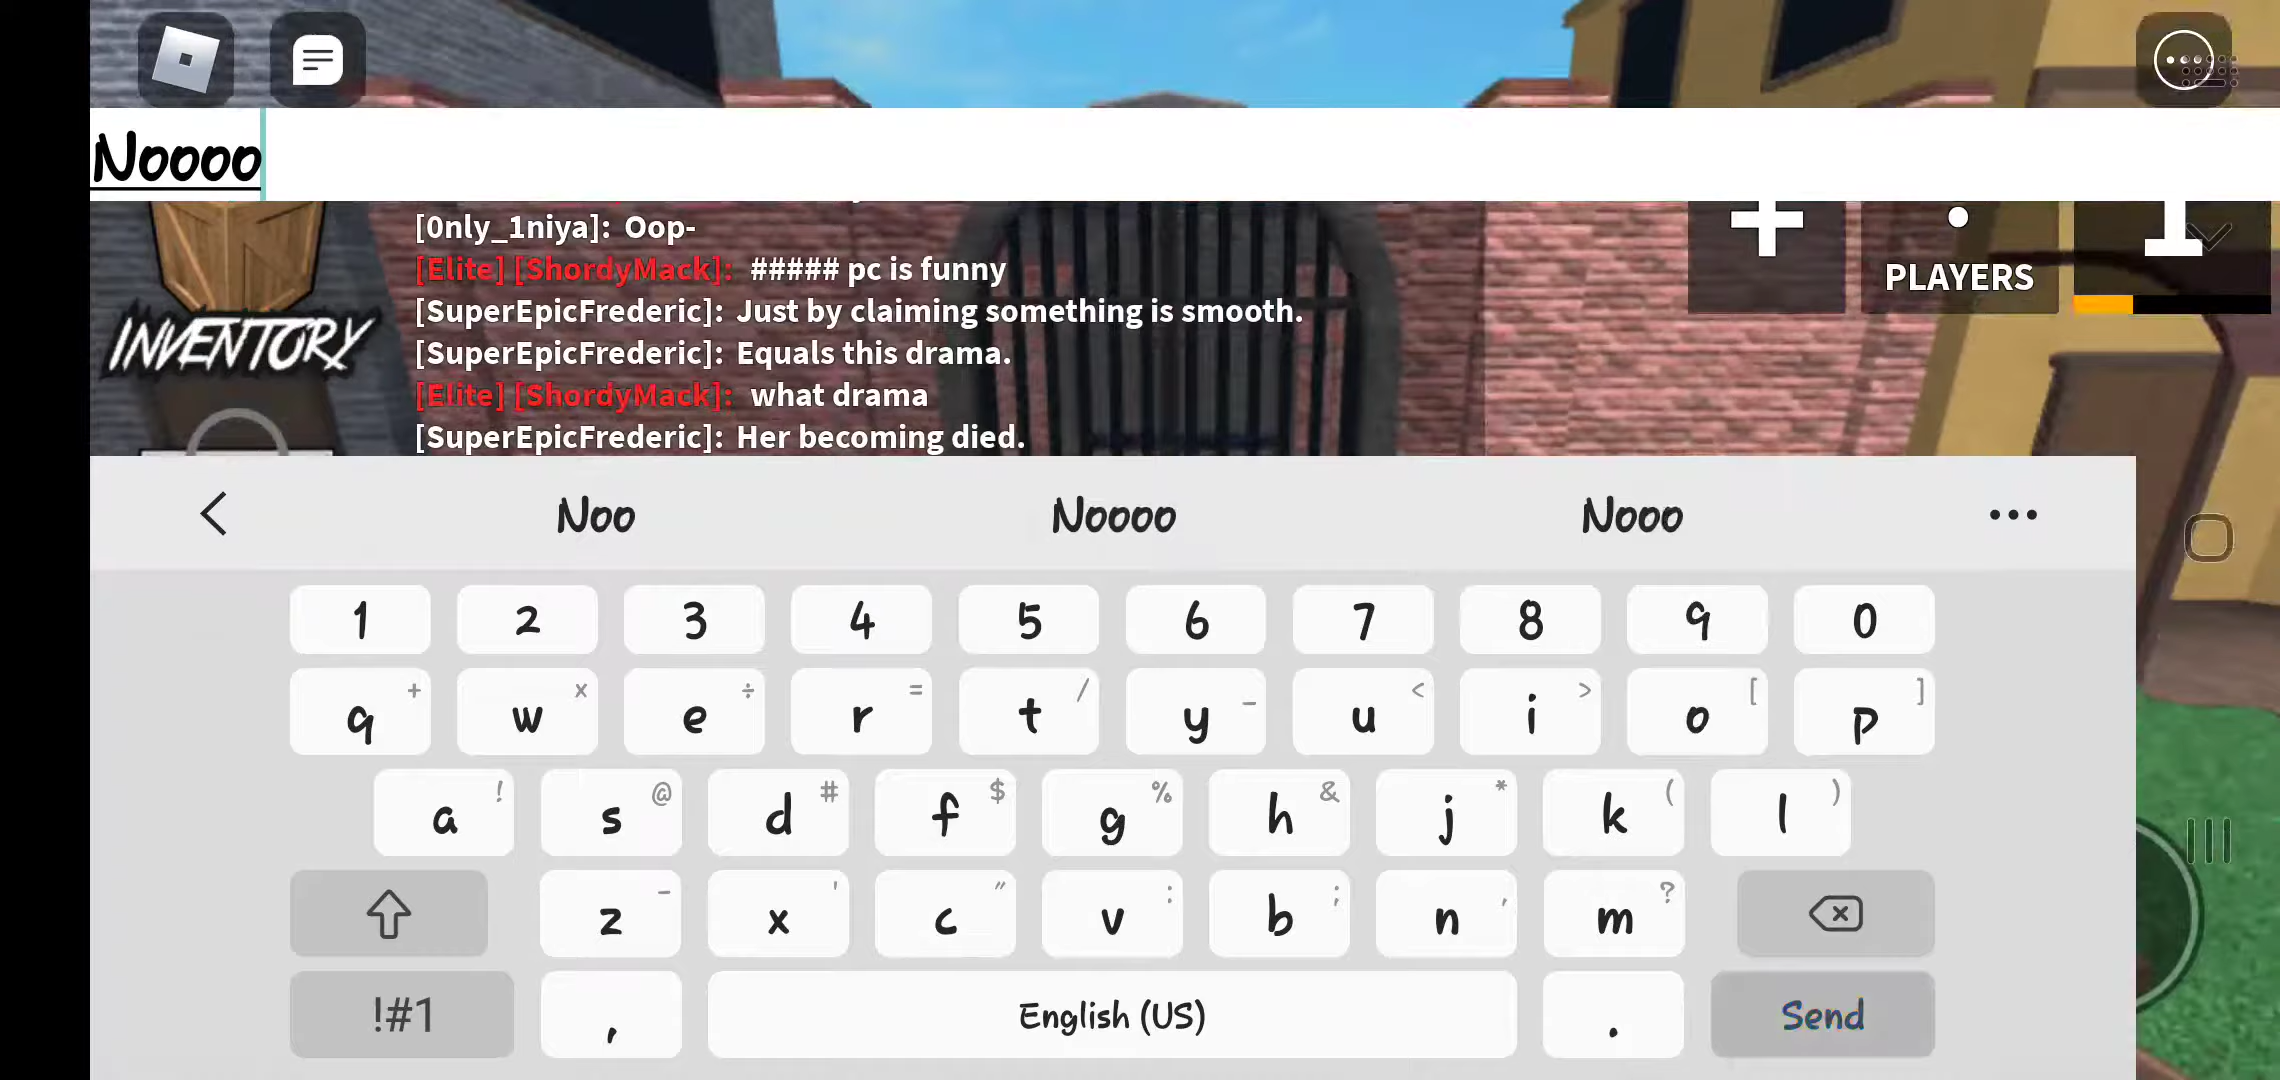 Noooo
[0nly_1niya]: Oop-
[Elite] [ShordyMack]: ##### pc is funny
[SuperEpicFrederic]: Just by claiming something is smooth.
[SuperEpicFrederic]: Equals this drama.
[Elite] [ShordyMack]: what drama
[SuperEpicFrederic]: Her becoming died.
INVENTORY
+
PLAYERS
1
Noo Noooo Nooo
1 2 3 4 5 6 7 8 9 0
q + w x e ÷ r = t / y - u < i > o [ p ]
a ! s @ d # f $ g % h & j * k ( l )
z - x ' c " v : b ; n , m ?
!#1 , English (US) . Send